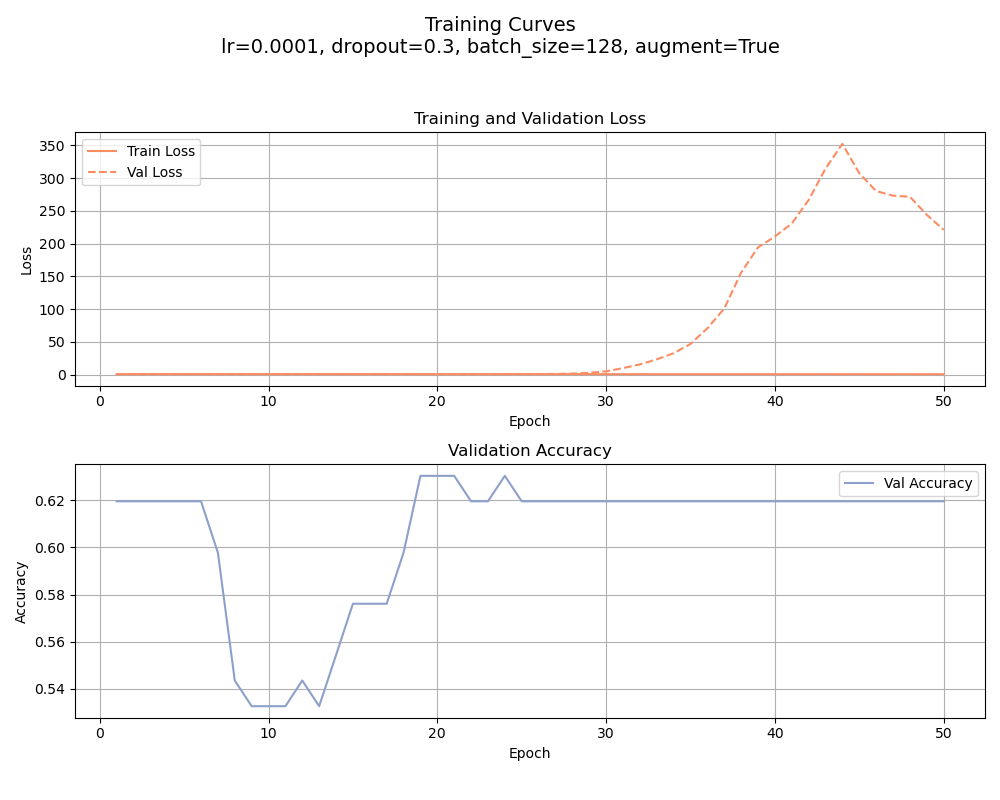 Training Curves
lr=0.0001, dropout=0.3, batch_size=128, augment=True
Training and Validation Loss
Train Loss
Val Loss
350
300
250
200
150
100
50
0
Loss
0 10 20 30 40 50
Epoch
Validation Accuracy
Val Accuracy
0.62
0.60
0.58
0.56
0.54
Accuracy
0 10 20 30 40 50
Epoch